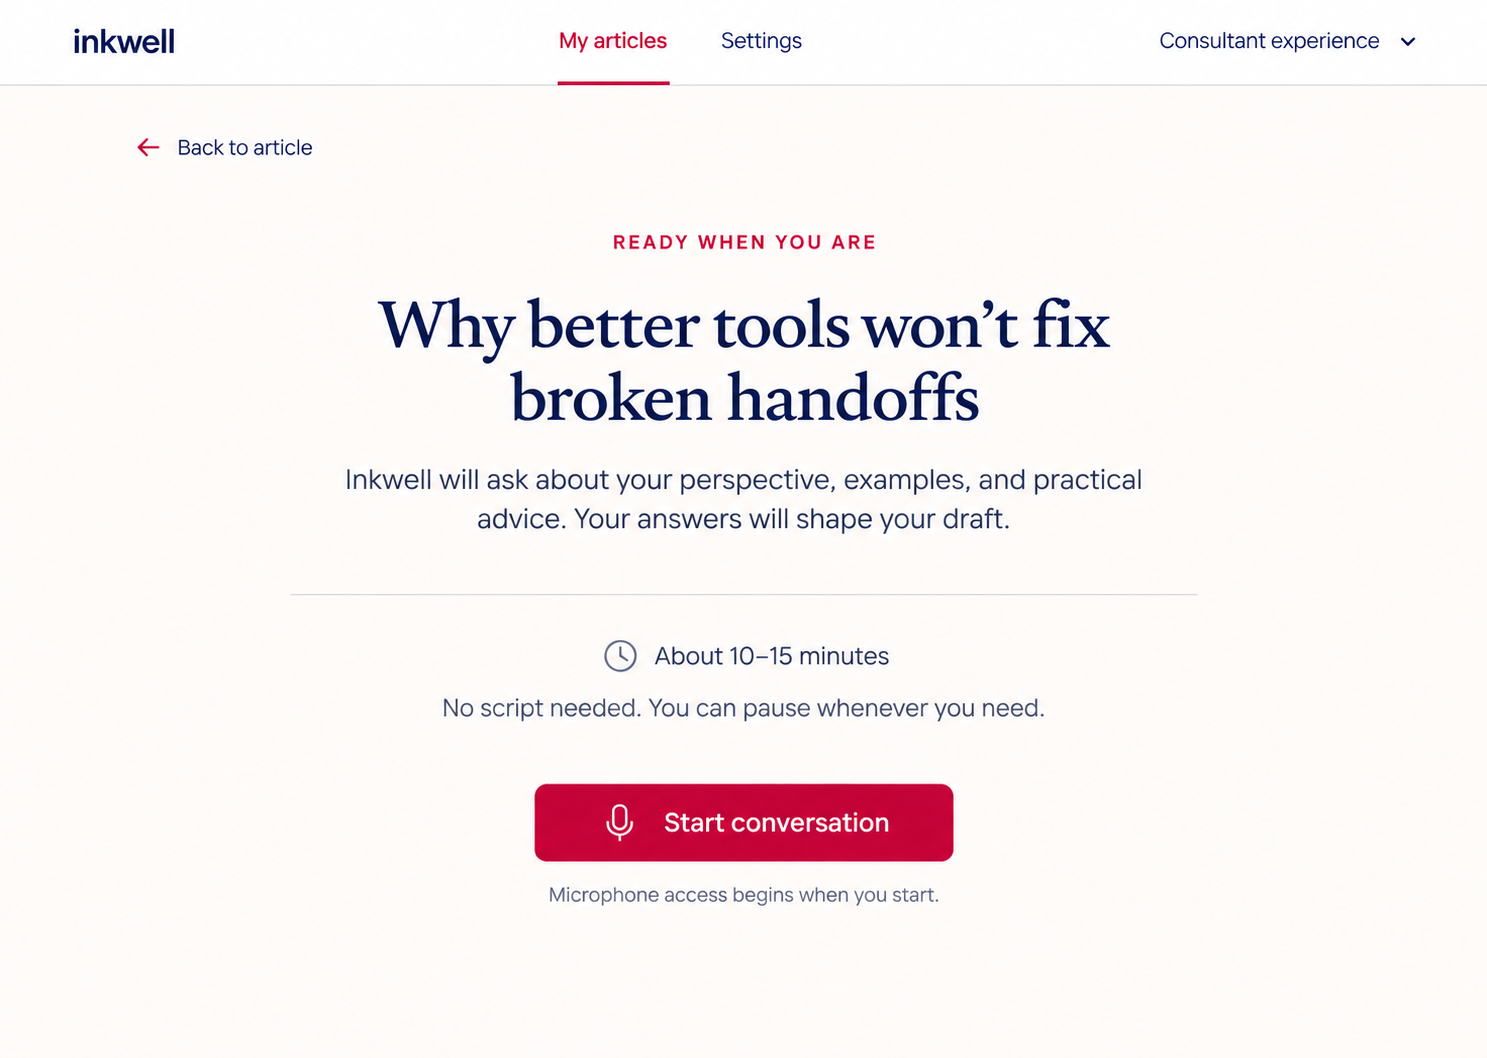 inkwell
My articles
Settings
Consultant experience
Back to article
READY WHEN YOU ARE
Why better tools won’t fix
broken handoffs
Inkwell will ask about your perspective, examples, and practical
advice. Your answers will shape your draft.
About 10–15 minutes
No script needed. You can pause whenever you need.
Start conversation
Microphone access begins when you start.